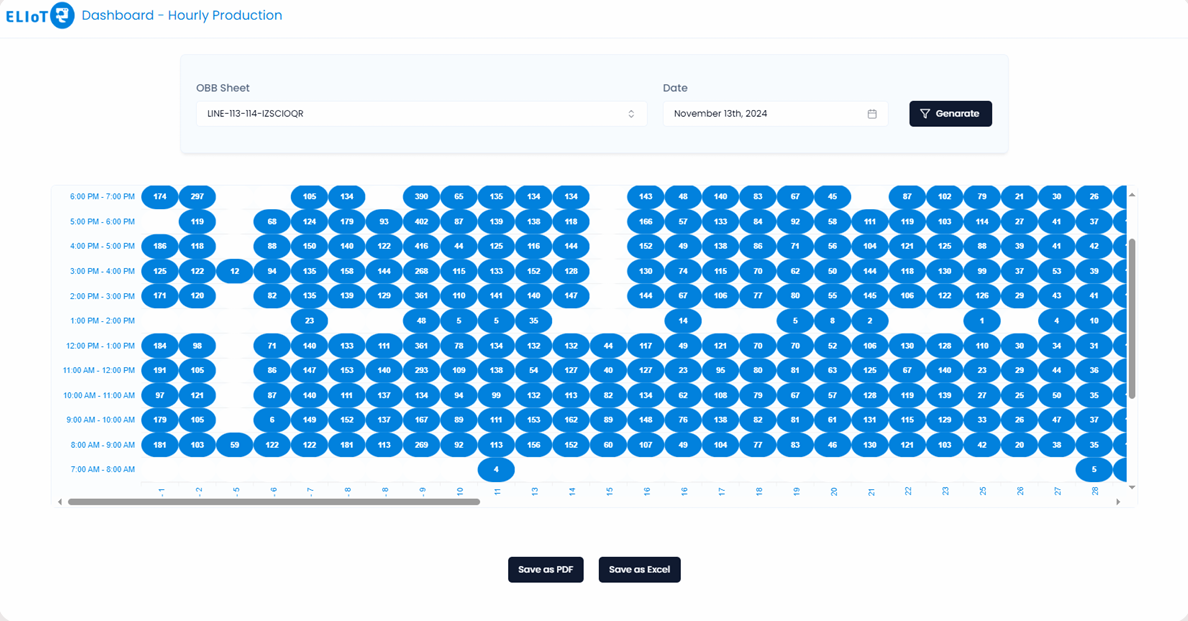 ELIoT Dashboard - Hourly Production
OBB Sheet Date
LINE-113-114-IZSCIOQR November 13th, 2024 Genarate
6:00 PM - 7:00 PM 174 297 105 134 390 65 135 134 134 143 48 140 83 67 45 87 102 79 21 30 26
5:00 PM - 6:00 PM 119 68 124 179 93 402 87 139 138 118 166 57 133 84 92 58 111 119 103 114 27 41 37
4:00 PM - 5:00 PM 186 118 88 150 140 122 416 44 125 116 144 152 49 138 86 71 56 104 121 125 88 39 41 42
3:00 PM - 4:00 PM 125 122 12 94 135 158 144 268 115 133 152 128 130 74 115 70 62 50 144 118 130 99 37 53 39
2:00 PM - 3:00 PM 171 120 82 135 139 129 361 110 141 140 147 144 67 106 77 80 55 145 106 122 126 29 43 41
1:00 PM - 2:00 PM 23 48 5 5 35 14 5 8 2 1 4 10
12:00 PM - 1:00 PM 184 98 71 140 133 111 361 78 134 132 132 44 117 49 121 70 70 52 106 130 128 110 30 34 31
11:00 AM - 12:00 PM 191 105 86 147 153 140 293 109 138 54 127 40 127 23 95 80 81 63 125 67 140 23 29 44 36
10:00 AM - 11:00 AM 97 121 87 140 111 137 134 94 99 132 113 82 134 62 108 79 67 57 128 119 139 27 25 50 35
9:00 AM - 10:00 AM 179 105 6 149 152 137 167 89 111 153 162 89 148 76 138 82 81 61 131 115 129 33 26 47 37
8:00 AM - 9:00 AM 181 103 59 122 122 181 113 269 92 113 156 152 60 107 49 104 77 83 46 130 121 103 42 20 38 35
7:00 AM - 8:00 AM 4 5
- 1 - 2 - 5 - 6 - 7 - 8 - 8 - 9 10 11 13 14 15 16 16 17 18 19 20 21 22 23 25 26 27 28
Save as PDF Save as Excel